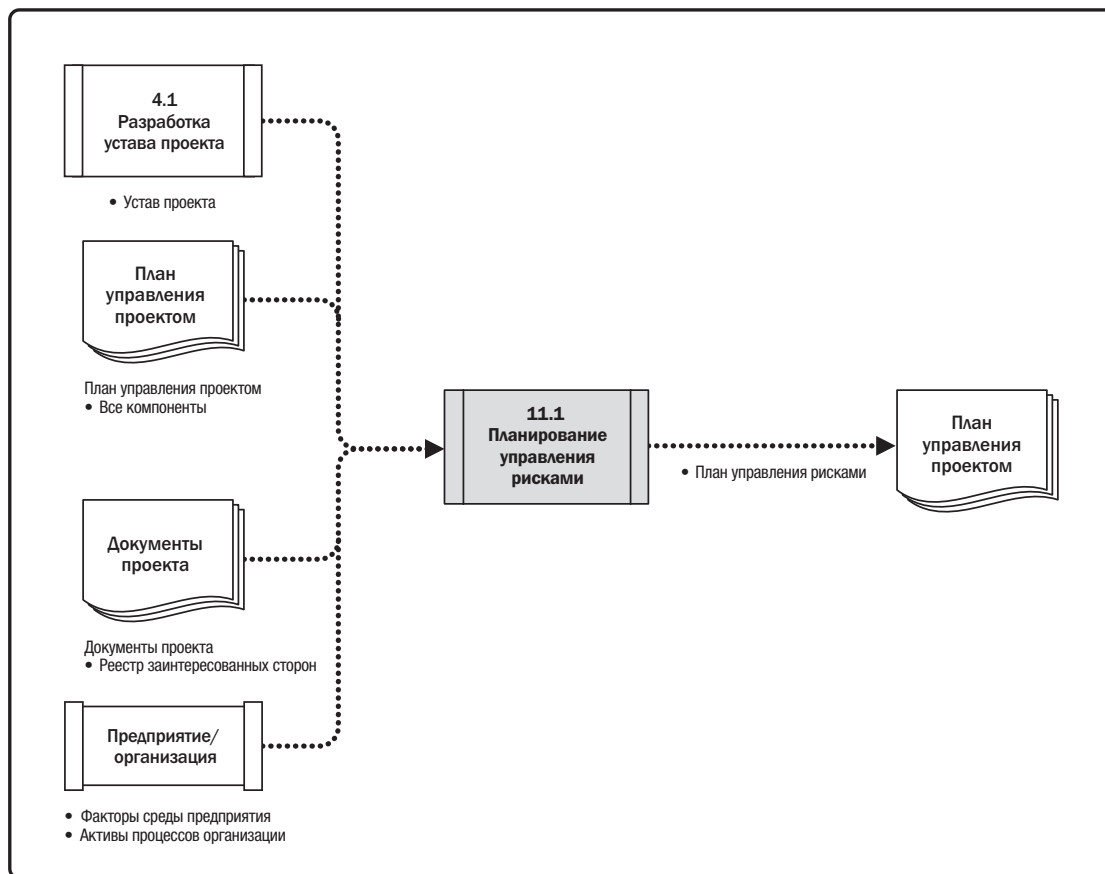 4.1
Разработка
устава проекта
• Устав проекта
План
управления
проектом
План управления проектом
• Все компоненты
Документы
проекта
Документы проекта
• Реестр заинтересованных сторон
Предприятие/
организация
• Факторы среды предприятия
• Активы процессов организации
11.1
Планирование
управления
рисками
• План управления рисками
План
управления
проектом